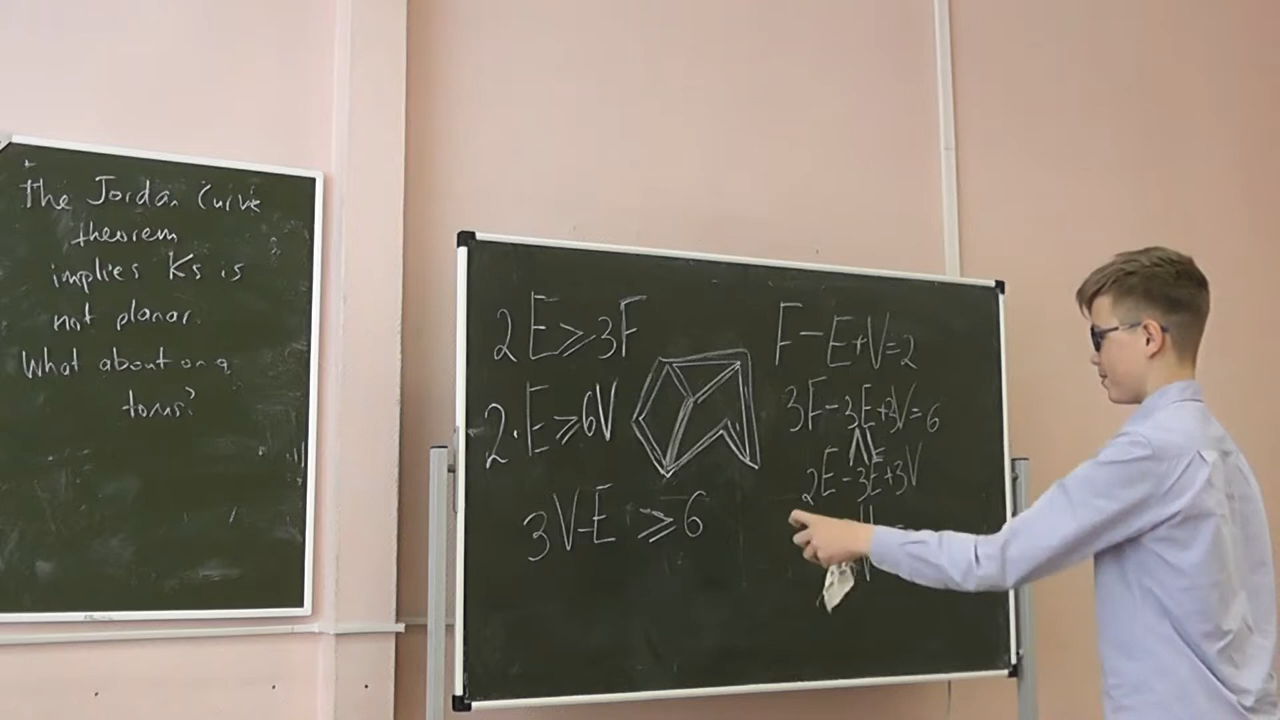 The Jordan Curve
theorem
implies K5 is
not planar.
What about on a
torus?
2E⩾3F
2·E⩾6V
3V-E ⩾6
F-E+V=2
3F-3E+3V=6
2E-3E+3V